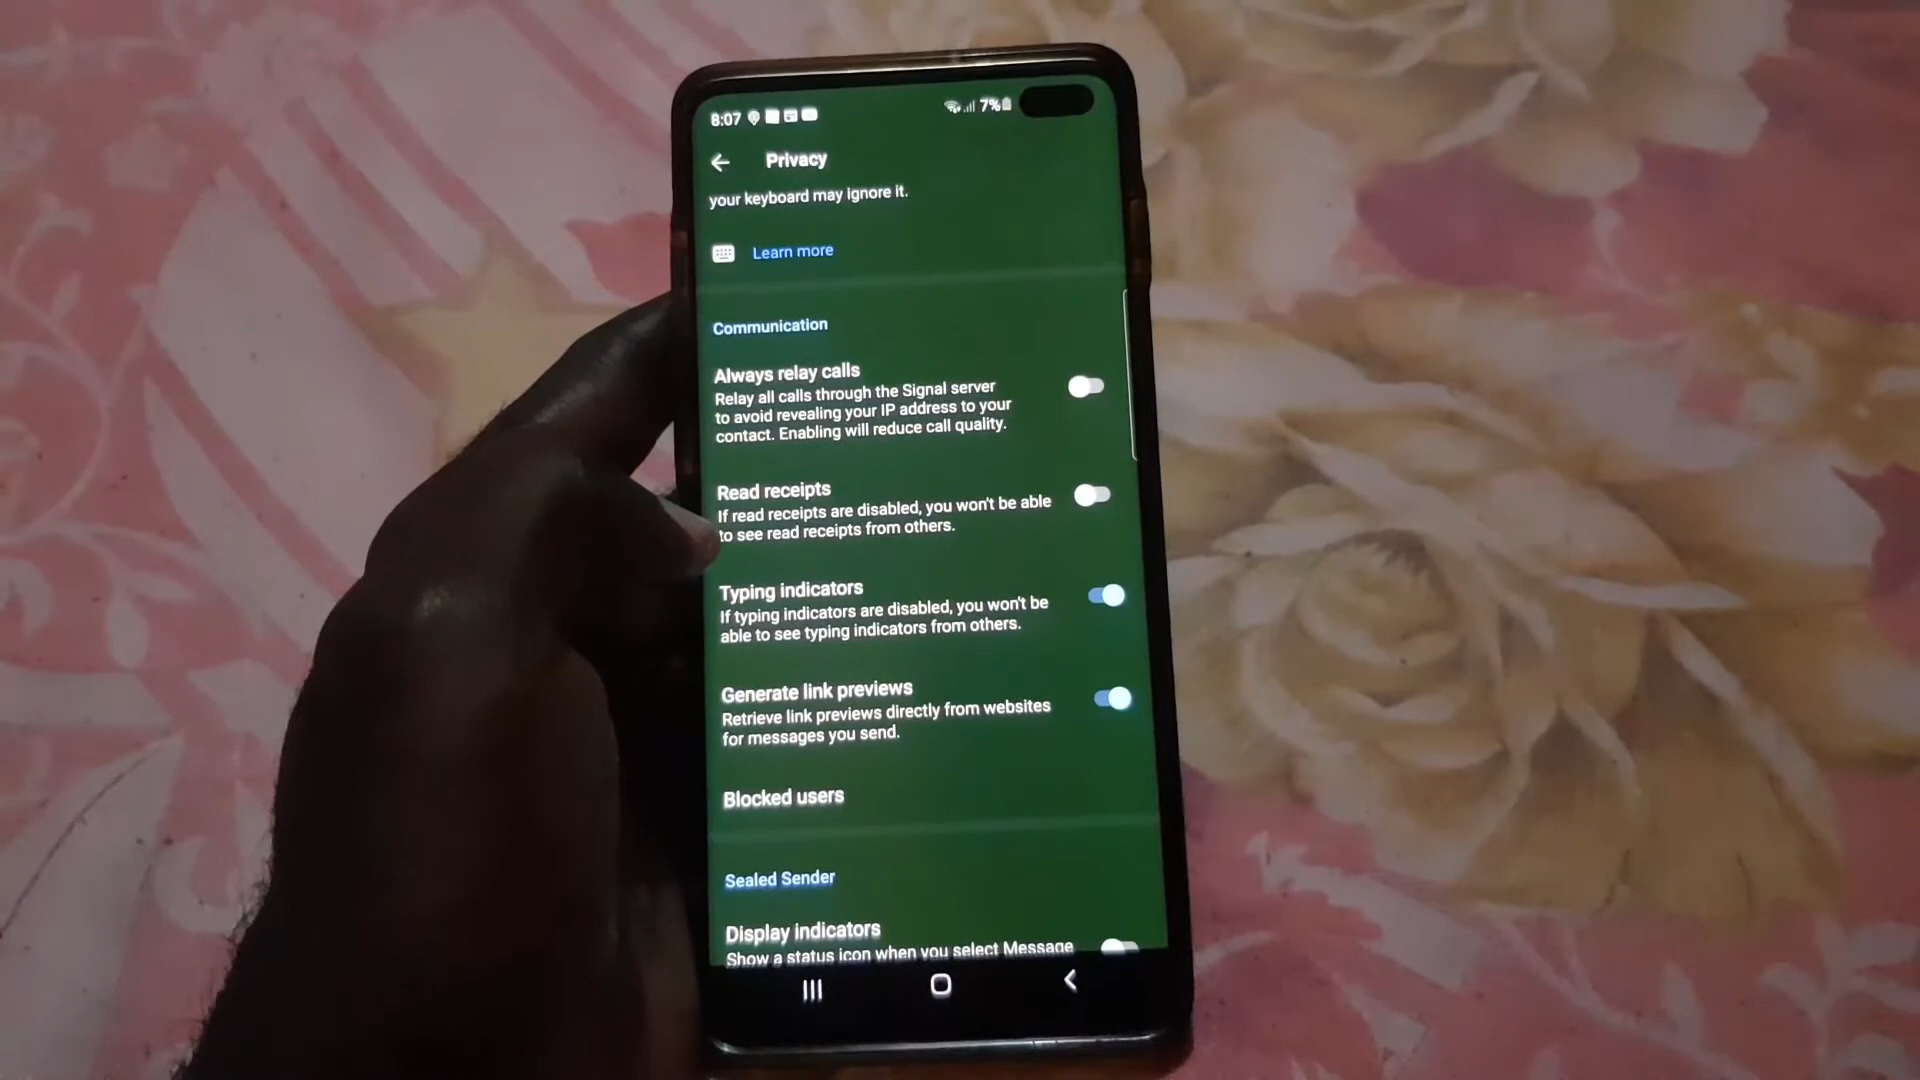 8:07 7%
Privacy
your keyboard may ignore it.
Learn more
Communication
Always relay calls
Relay all calls through the Signal server
to avoid revealing your IP address to your
contact. Enabling will reduce call quality.
Read receipts
If read receipts are disabled, you won't be able
to see read receipts from others.
Typing indicators
If typing indicators are disabled, you won't be
able to see typing indicators from others.
Generate link previews
Retrieve link previews directly from websites
for messages you send.
Blocked users
Sealed Sender
Display indicators
Show a status icon when you select Message